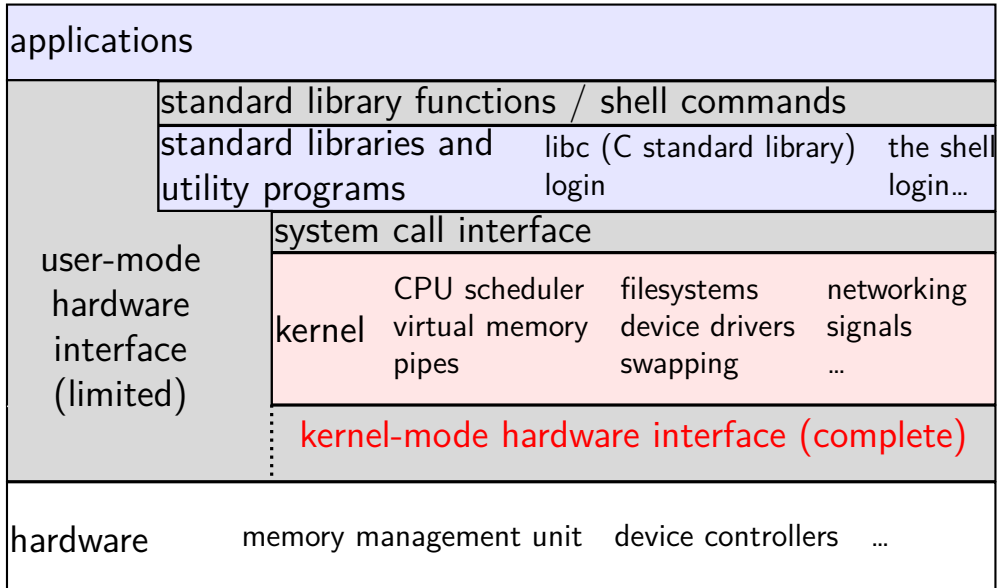 applications
standard library functions / shell commands
standard libraries and
utility programs
libc (C standard library)
login
the shell
login…
system call interface
user-mode
hardware
interface
(limited)
kernel
CPU scheduler
virtual memory
pipes
filesystems
device drivers
swapping
networking
signals
…
kernel-mode hardware interface (complete)
hardware
memory management unit
device controllers
…